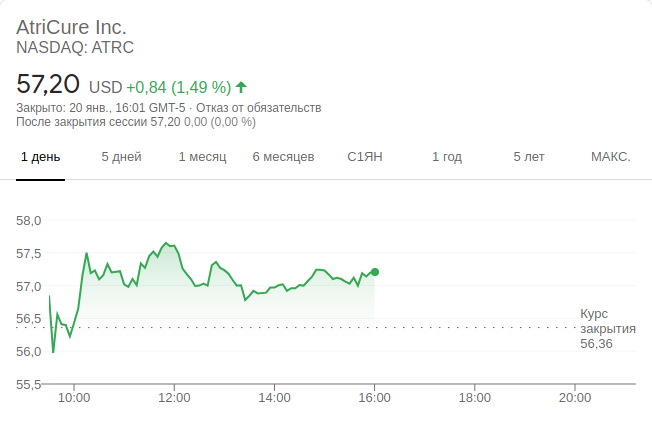 AtriCure Inc.
NASDAQ: ATRC
57,20 USD +0,84 (1,49 %)
Закрыто: 20 янв., 16:01 GMT-5 · Отказ от обязательств
После закрытия сессии 57,20 0,00 (0,00 %)
1 день 5 дней 1 месяц 6 месяцев С1ЯН 1 год 5 лет МАКС.
58,0
57,5
57,0
56,5
56,0
55,5
Курс
закрытия
56,36
10:00 12:00 14:00 16:00 18:00 20:00